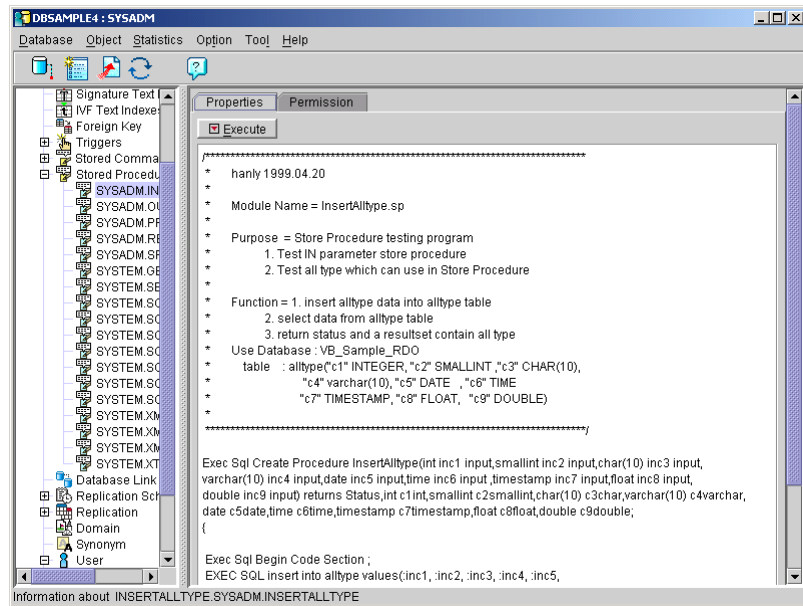 DBSAMPLE4 : SYSADM
Database Object Statistics Option Tool Help
Signature Text I
IVF Text Indexes
Foreign Key
Triggers
Stored Comma
Stored Procedu
SYSADM.IN
SYSADM.OU
SYSADM.PR
SYSADM.RE
SYSADM.SF
SYSTEM.GE
SYSTEM.SE
SYSTEM.SC
SYSTEM.SC
SYSTEM.SC
SYSTEM.SC
SYSTEM.SC
SYSTEM.SC
SYSTEM.SC
SYSTEM.XM
SYSTEM.XM
SYSTEM.XM
SYSTEM.XT
Database Link
Replication Sch
Replication
Domain
Synonym
User
Properties Permission
Execute
/******************************************************************************
* hanly 1999.04.20
*
* Module Name = InsertAlltype.sp
*
* Purpose = Store Procedure testing program
* 1. Test IN parameter store procedure
* 2. Test all type which can use in Store Procedure
*
* Function = 1. insert alltype data into alltype table
* 2. select data from alltype table
* 3. return status and a resultset contain all type
* Use Database : VB_Sample_RDO
* table : alltype("c1" INTEGER, "c2" SMALLINT ,"c3" CHAR(10),
* "c4" varchar(10), "c5" DATE , "c6" TIME
* "c7" TIMESTAMP, "c8" FLOAT, "c9" DOUBLE)
*
******************************************************************************/
Exec Sql Create Procedure InsertAlltype(int inc1 input,smallint inc2 input,char(10) inc3 input,
varchar(10) inc4 input,date inc5 input,time inc6 input ,timestamp inc7 input,float inc8 input,
double inc9 input) returns Status,int c1int,smallint c2smallint,char(10) c3char,varchar(10) c4varchar,
date c5date,time c6time,timestamp c7timestamp,float c8float,double c9double;
{
Exec Sql Begin Code Section ;
EXEC SQL insert into alltype values(:inc1, :inc2, :inc3, :inc4, :inc5,
Information about INSERTALLTYPE.SYSADM.INSERTALLTYPE